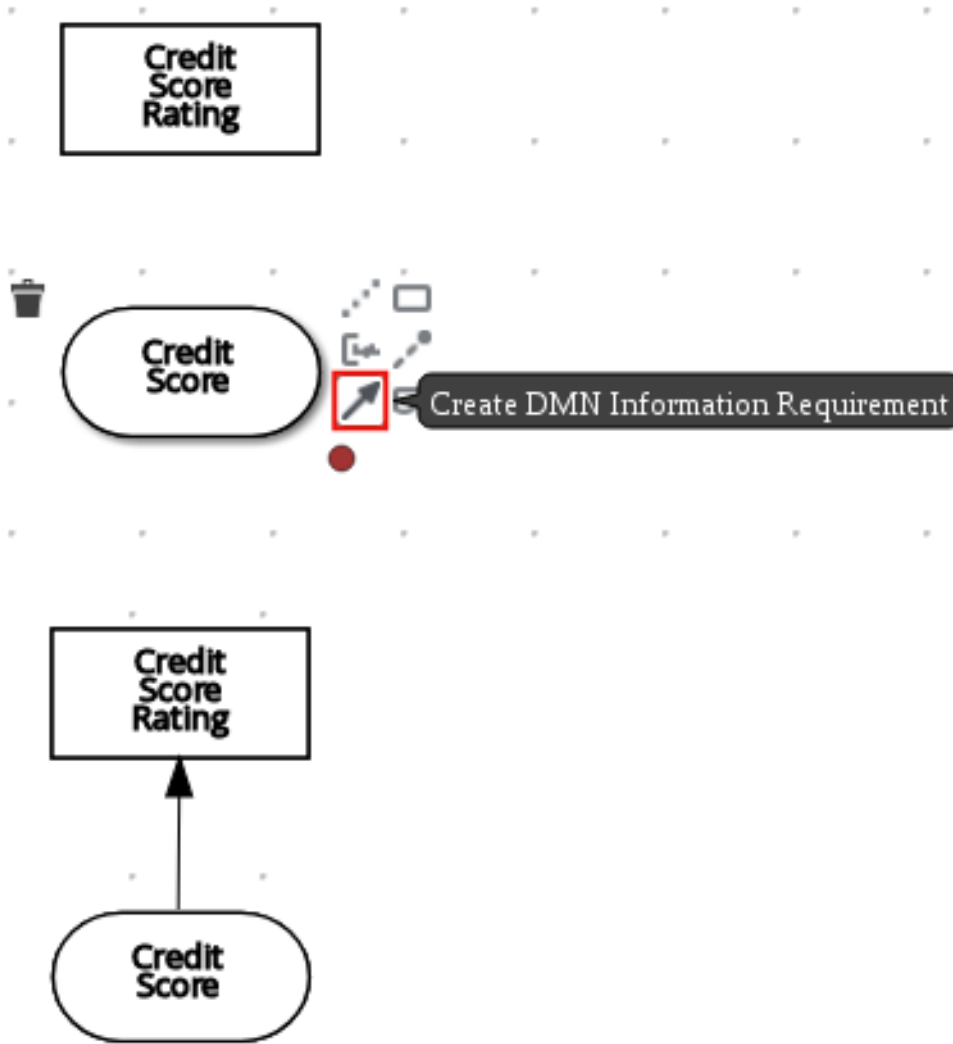 Credit
Score
Rating
Credit
Score
Create DMN Information Requirement
Credit
Score
Rating
Credit
Score